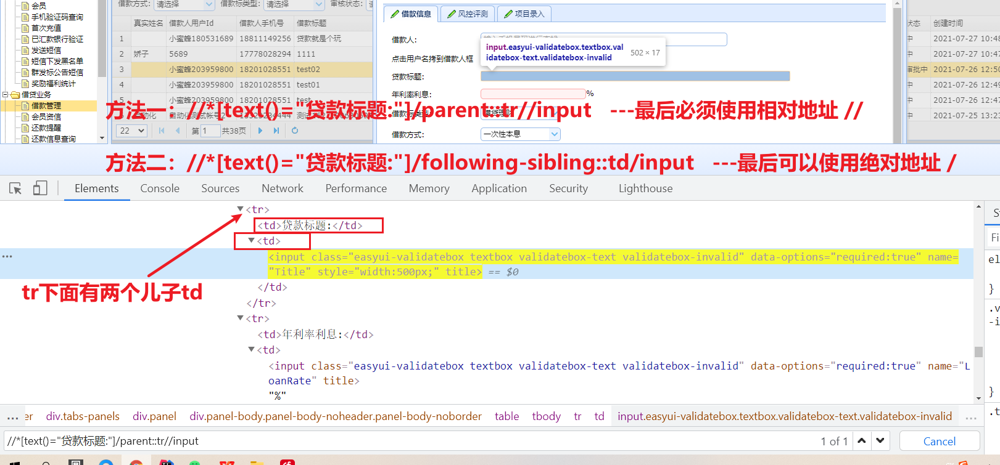 会员
手机验证码查询
首次充值
已汇款银行验证
发送短信
短信下发黑名单
群发标公告短信
奖励福利统计
借贷业务
借款管理
会员资信
还款提醒
还款信息查询
借款方式: 请选择 借款标类型: 请选择 审核状态:
真实姓名 借款人用户Id 借款人手机号 借款标题
1 小蜜蜂180531689 18811149256 贷款就是个玩
2 娇子 5689 17778028294 1111
3 小蜜蜂203959800 18201028551 test02
4 小蜜蜂203959800 18201028551 test01
5 小蜜蜂203959800 18201028551 test
22 第 1 共38页
借款信息 风控评测 项目录入
借款人:
input.easyui-validatebox.textbox.val
idatebox-text.validatebox-invalid 502 × 17
点击用户名拷到借款人框
贷款标题:
年利率利息: %
借款方式: 一次性本息
状态 创建时间
中 2021-07-27 10:48
中 2021-07-27 10:47
审批中 2021-07-26 12:50
中 2021-07-26 12:49
中 2021-07-26 12:47
中 2021-07-25 13:23
方法一：//*[text()="贷款标题:"]/parent::tr//input ---最后必须使用相对地址 //
方法二：//*[text()="贷款标题:"]/following-sibling::td/input ---最后可以使用绝对地址 /
Elements Console Sources Network Performance Memory Application Security Lighthouse
<tr>
<td>贷款标题:</td>
<td>
<input class="easyui-validatebox textbox validatebox-text validatebox-invalid" data-options="required:true" name=
"Title" style="width:500px;" title> == $0
</td>
</tr>
<tr>
<td>年利率利息:</td>
<td>
<input class="easyui-validatebox textbox validatebox-text validatebox-invalid" data-options="required:true" name="L
oanRate" title>
"%"
tr下面有两个儿子td
St
Fi
el
}
.v
-i
}
.t
... er div.tabs-panels div.panel div.panel-body.panel-body-noheader.panel-body-noborder table tbody tr td input.easyui-validatebox.textbox.validatebox-text.validatebox-invalid ...
//*[text()="贷款标题:"]/parent::tr//input 1 of 1 Cancel